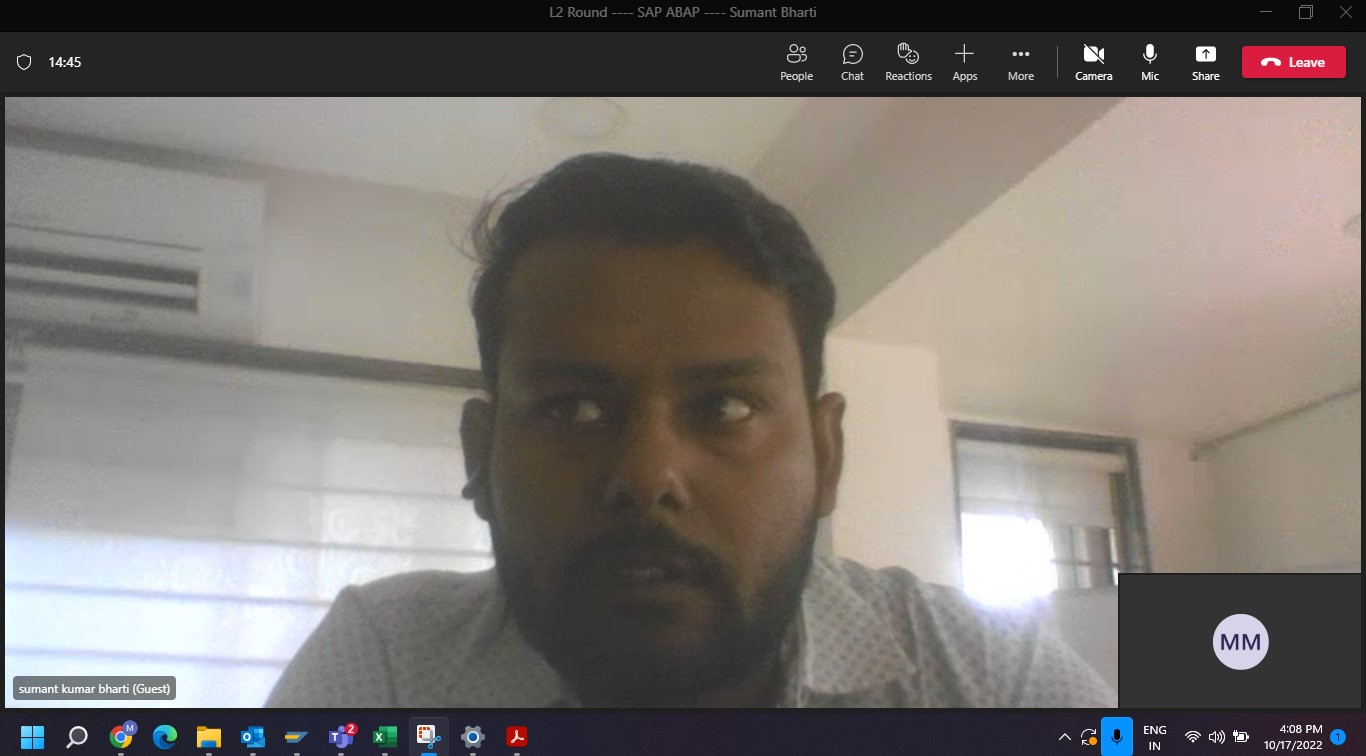 L2 Round ---- SAP ABAP ---- Sumant Bharti
14:45
People
Chat
Reactions
Apps
More
Camera
Mic
Share
Leave
MM
sumant kumar bharti (Guest)
M
2
ENG
IN
4:08 PM
10/17/2022
1